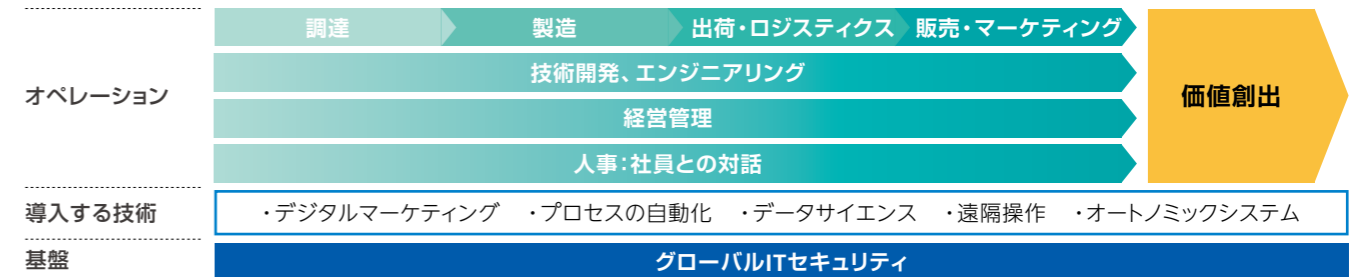 調達 製造 出荷・ロジスティクス 販売・マーケティング
オペレーション
技術開発、エンジニアリング
経営管理
人事：社員との対話
価値創出
導入する技術
・デジタルマーケティング ・プロセスの自動化 ・データサイエンス ・遠隔操作 ・オートノミックシステム
基盤
グローバルITセキュリティ